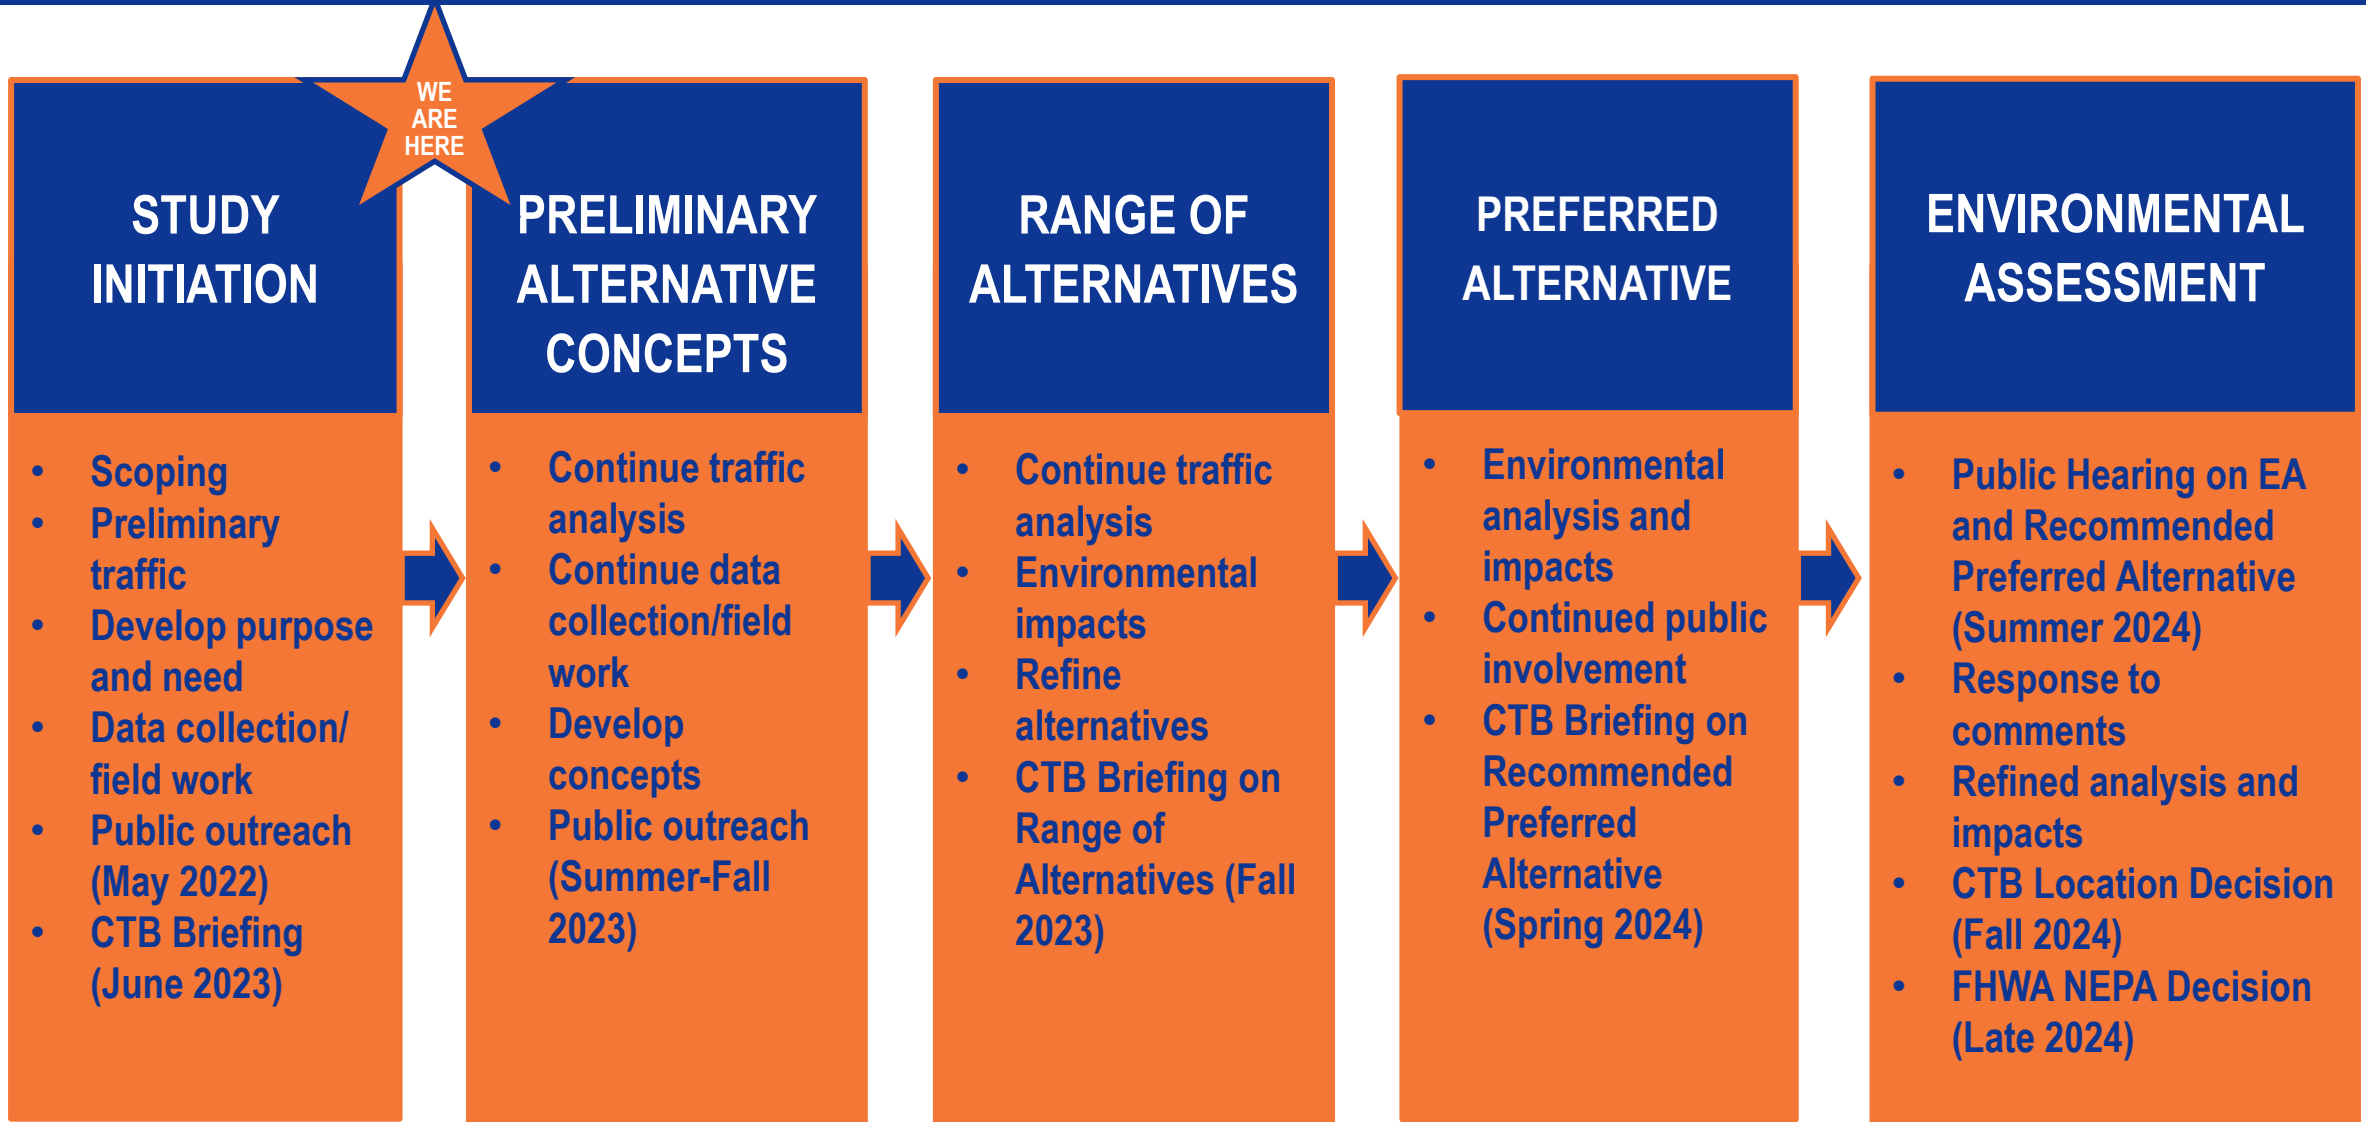 WE
ARE
HERE
STUDY
INITIATION
• Scoping
• Preliminary
traffic
• Develop purpose
and need
• Data collection/
field work
• Public outreach
(May 2022)
• CTB Briefing
(June 2023)
PRELIMINARY
ALTERNATIVE
CONCEPTS
• Continue traffic
analysis
• Continue data
collection/field
work
• Develop
concepts
• Public outreach
(Summer-Fall
2023)
RANGE OF
ALTERNATIVES
• Continue traffic
analysis
• Environmental
impacts
• Refine
alternatives
• CTB Briefing on
Range of
Alternatives (Fall
2023)
PREFERRED
ALTERNATIVE
• Environmental
analysis and
impacts
• Continued public
involvement
• CTB Briefing on
Recommended
Preferred
Alternative
(Spring 2024)
ENVIRONMENTAL
ASSESSMENT
• Public Hearing on EA
and Recommended
Preferred Alternative
(Summer 2024)
• Response to
comments
• Refined analysis and
impacts
• CTB Location Decision
(Fall 2024)
• FHWA NEPA Decision
(Late 2024)